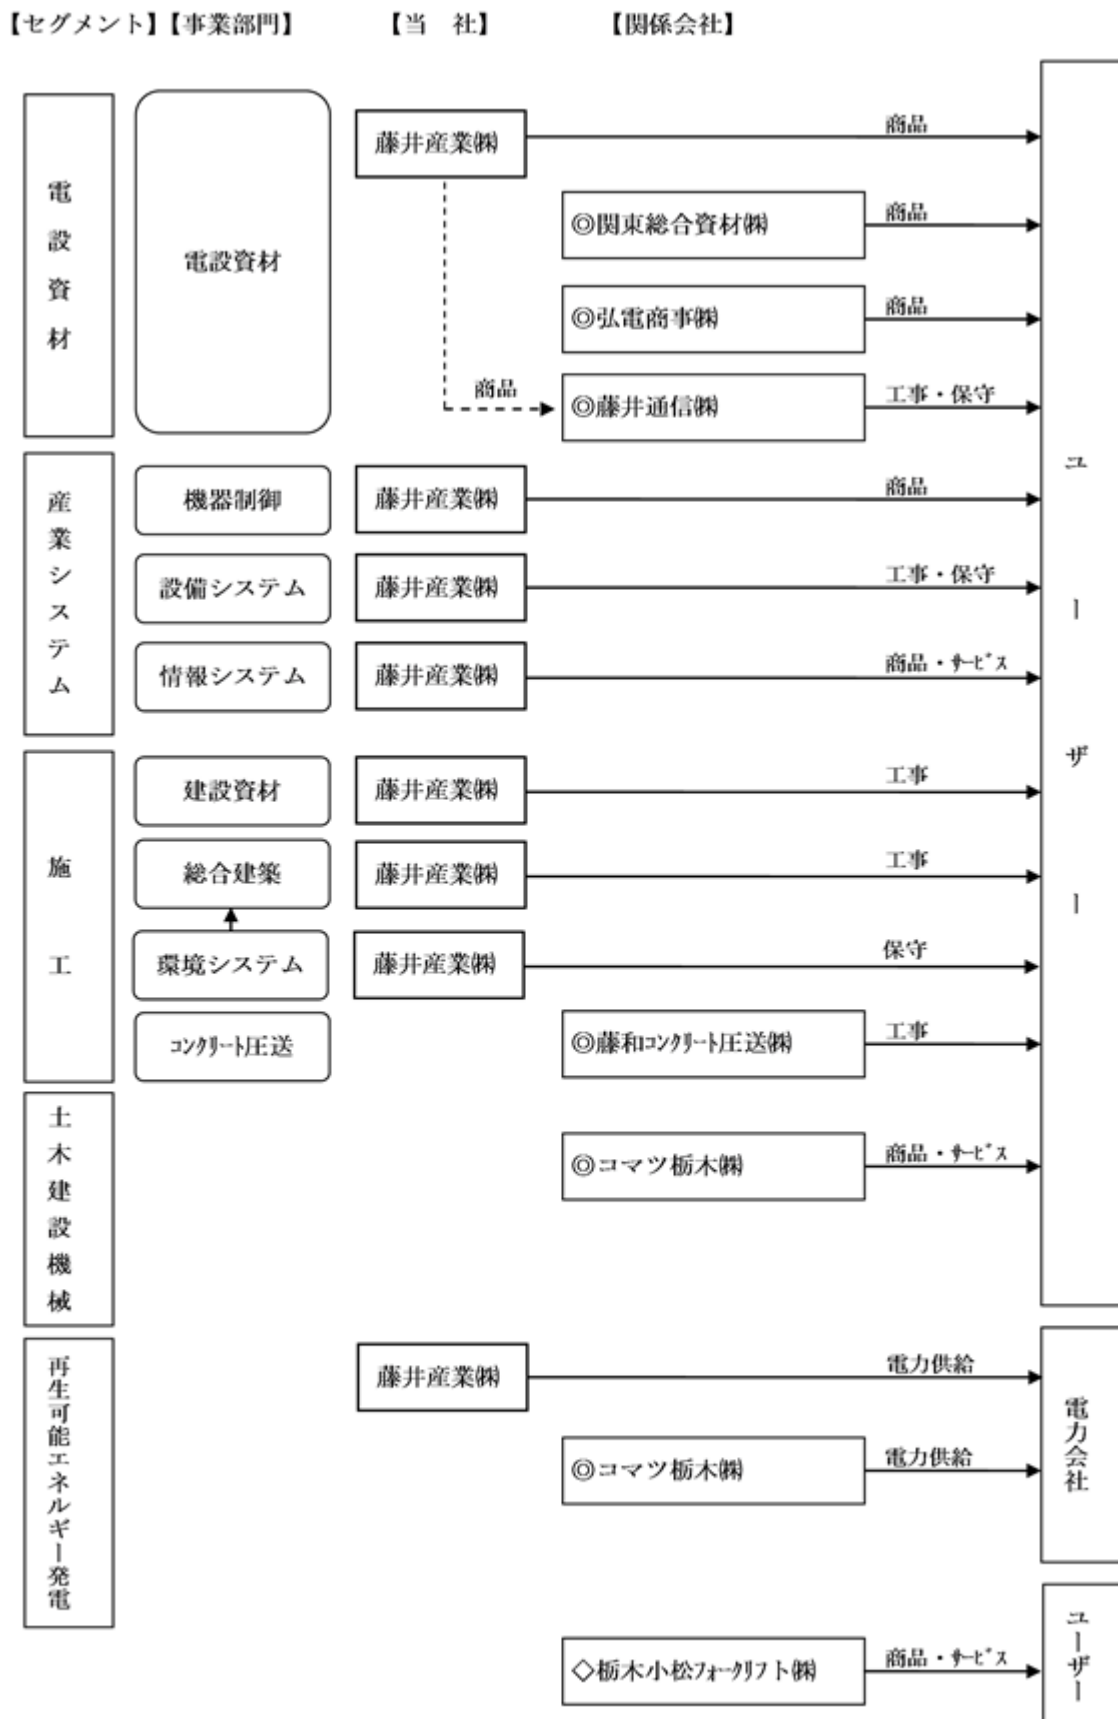 【セグメント】【事業部門】 【当 社】 【関係会社】
電設資材
電設資材
藤井産業㈱
商品
◎関東総合資材㈱
商品
◎弘電商事㈱
商品
商品
◎藤井通信㈱
工事・保守
産業システム
機器制御
藤井産業㈱
商品
設備システム
藤井産業㈱
工事・保守
情報システム
藤井産業㈱
商品・ｻｰﾋﾞｽ
施工
建設資材
藤井産業㈱
工事
総合建築
藤井産業㈱
工事
環境システム
藤井産業㈱
保守
ｺﾝｸﾘｰﾄ圧送
◎藤和ｺﾝｸﾘｰﾄ圧送㈱
工事
土木建設機械
◎コマツ栃木㈱
商品・ｻｰﾋﾞｽ
ユーザー
再生可能エネルギー発電
藤井産業㈱
電力供給
◎コマツ栃木㈱
電力供給
電力会社
◇栃木小松ﾌｫｰｸﾘﾌﾄ㈱
商品・ｻｰﾋﾞｽ
ユーザー